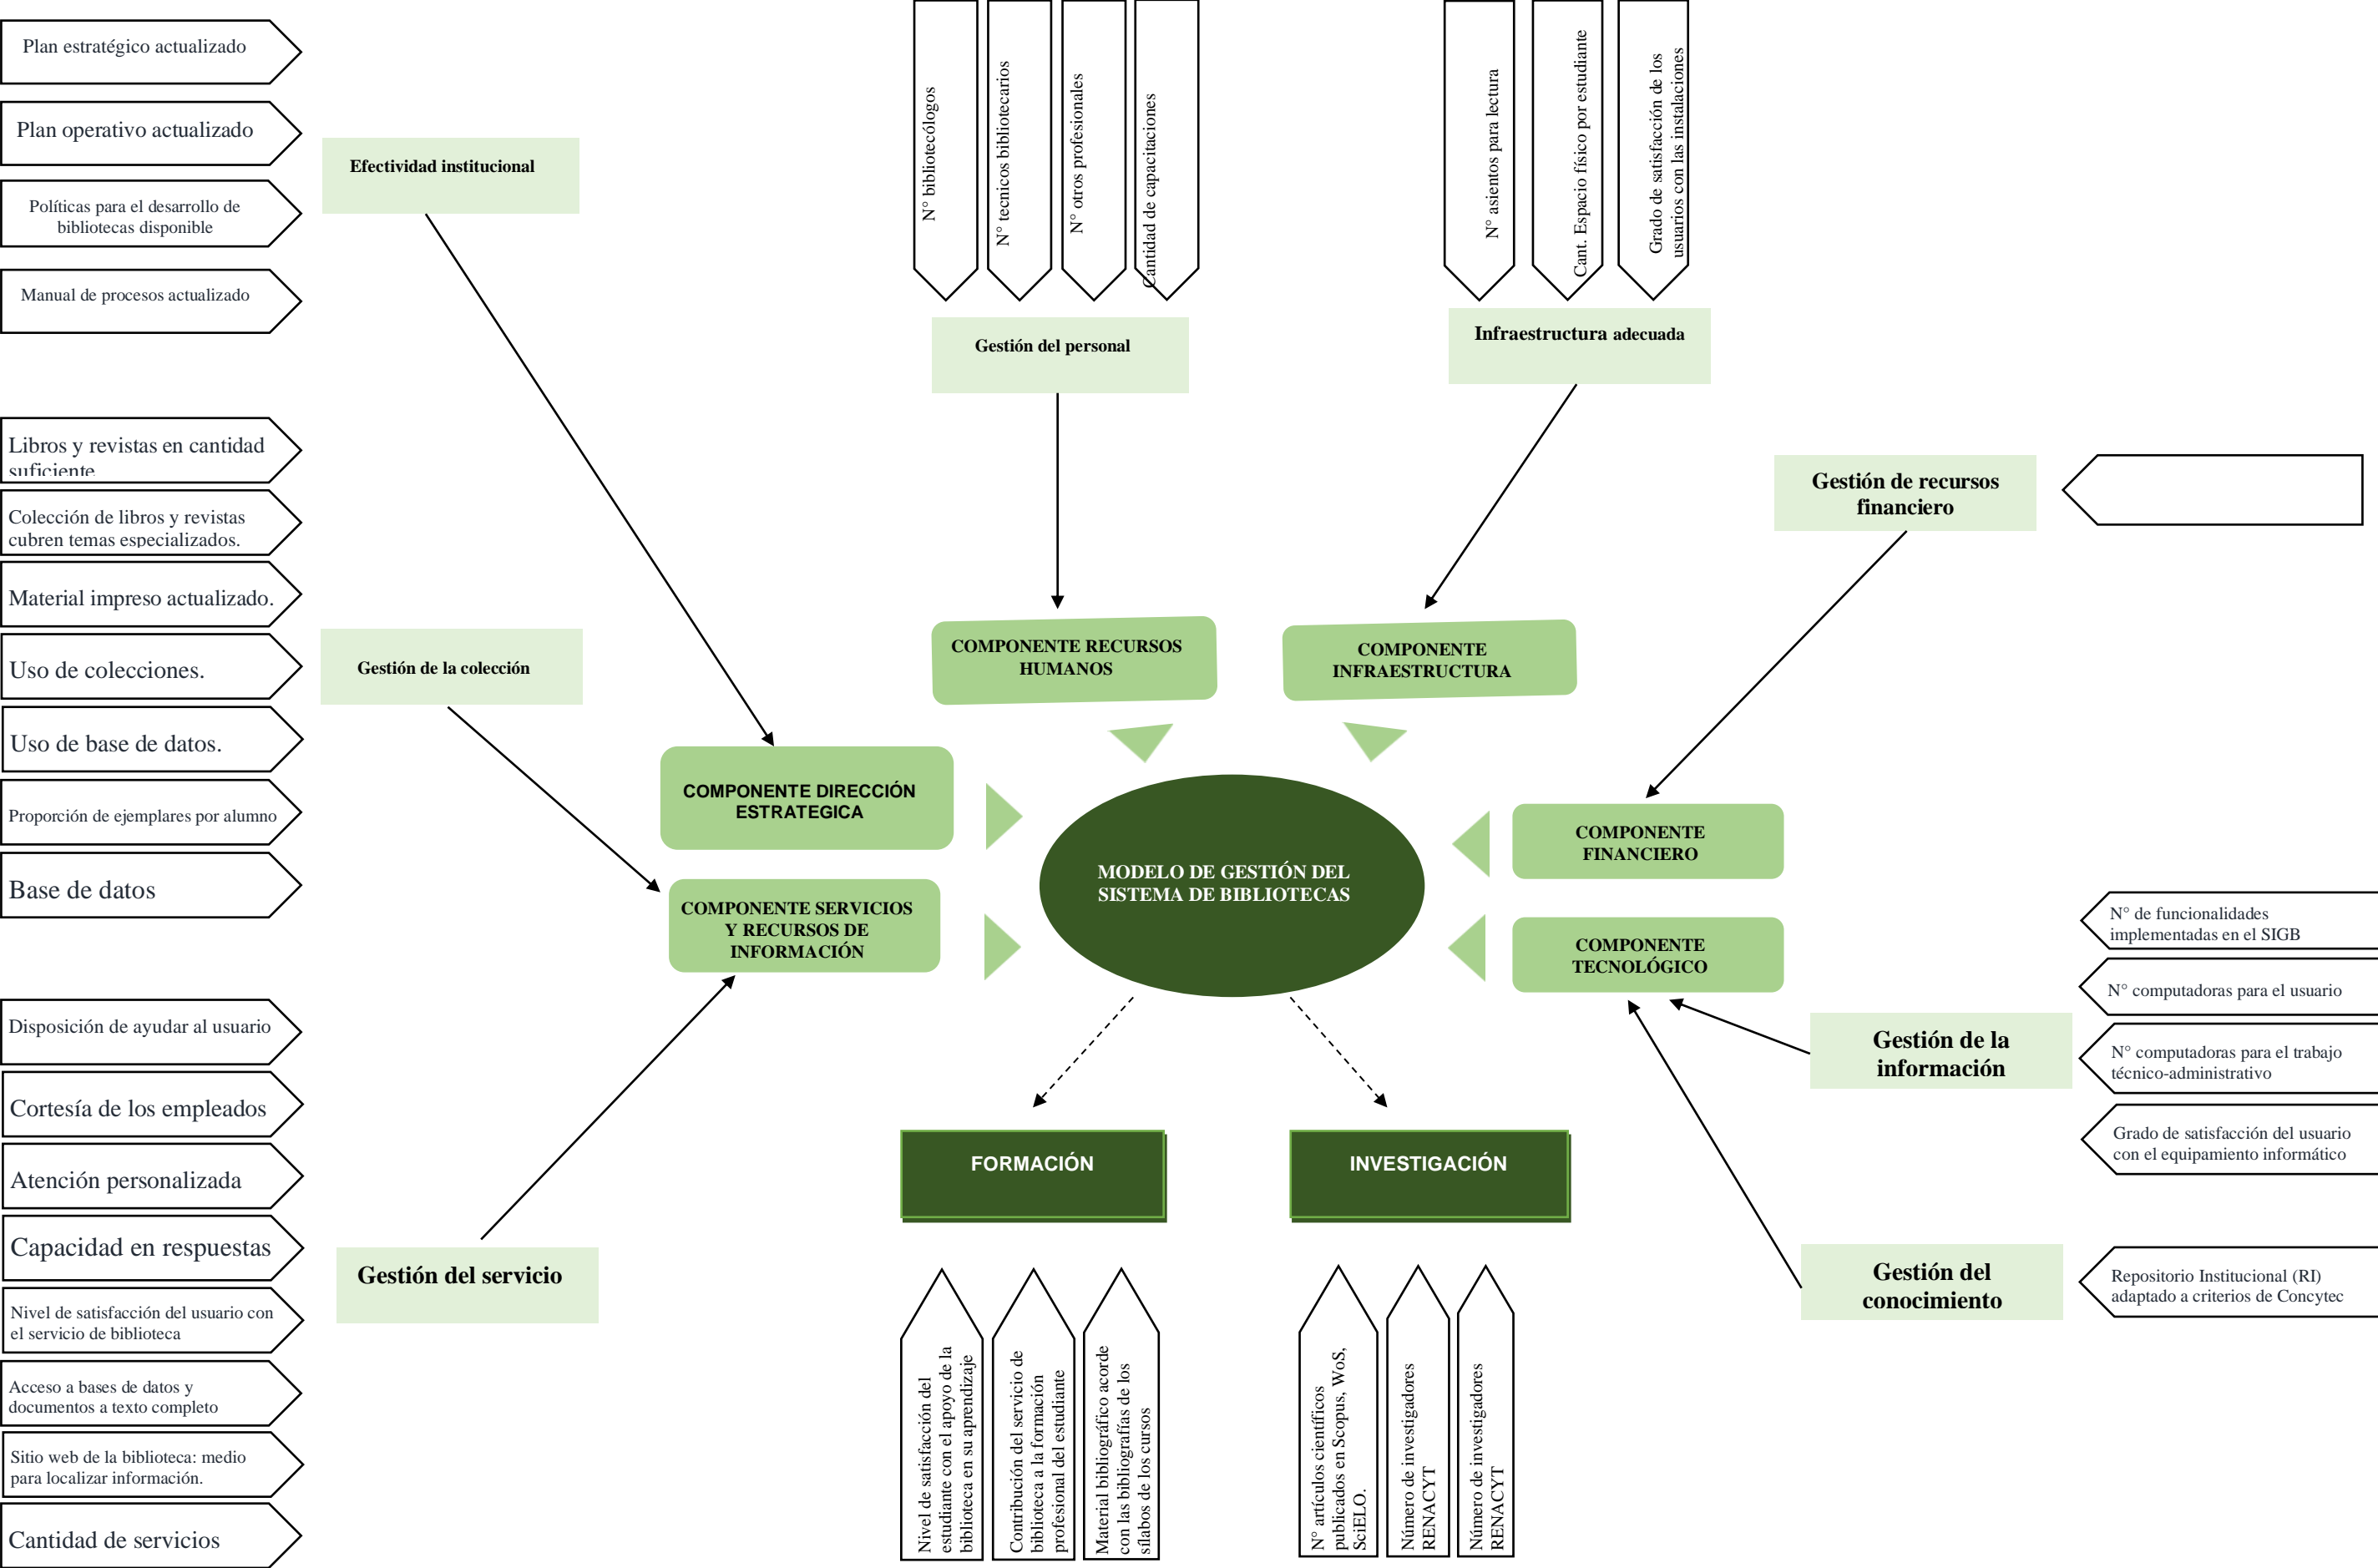 Plan estratégico actualizado
Plan operativo actualizado
Políticas para el desarrollo de
bibliotecas disponible
Manual de procesos actualizado
Efectividad institucional
N° bibliotecólogos
N° tecnicos bibliotecarios
N° otros profesionales
Cantidad de capacitaciones
Gestión del personal
N° asientos para lectura
Cant. Espacio físico por estudiante
Grado de satisfacción de los
usuarios con las instalaciones
Infraestructura adecuada
Libros y revistas en cantidad
suficiente
Colección de libros y revistas
cubren temas especializados.
Material impreso actualizado.
Uso de colecciones.
Uso de base de datos.
Proporción de ejemplares por alumno
Base de datos
Gestión de la colección
Gestión de recursos
financiero
COMPONENTE RECURSOS
HUMANOS
COMPONENTE
INFRAESTRUCTURA
COMPONENTE DIRECCIÓN
ESTRATEGICA
COMPONENTE SERVICIOS
Y RECURSOS DE
INFORMACIÓN
MODELO DE GESTIÓN DEL
SISTEMA DE BIBLIOTECAS
COMPONENTE
FINANCIERO
COMPONENTE
TECNOLÓGICO
N° de funcionalidades
implementadas en el SIGB
N° computadoras para el usuario
N° computadoras para el trabajo
técnico-administrativo
Grado de satisfacción del usuario
con el equipamiento informático
Gestión de la
información
Gestión del
conocimiento
Repositorio Institucional (RI)
adaptado a criterios de Concytec
Disposición de ayudar al usuario
Cortesía de los empleados
Atención personalizada
Capacidad en respuestas
Nivel de satisfacción del usuario con
el servicio de biblioteca
Acceso a bases de datos y
documentos a texto completo
Sitio web de la biblioteca: medio
para localizar información.
Cantidad de servicios
Gestión del servicio
FORMACIÓN
INVESTIGACIÓN
Nivel de satisfacción del
estudiante con el apoyo de la
biblioteca en su aprendizaje
Contribución del servicio de
biblioteca a la formación
profesional del estudiante
Material bibliográfico acorde
con las bibliografías de los
sílabos de los cursos
N° artículos científicos
publicados en Scopus, WoS,
SciELO.
Número de investigadores
RENACYT
Número de investigadores
RENACYT